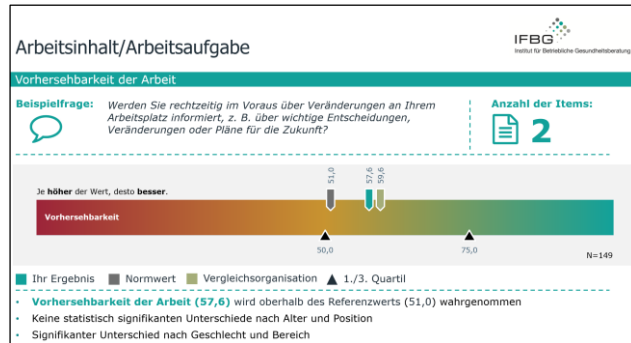 Arbeitsinhalt/Arbeitsaufgabe
IFBG
Institut für Betriebliche Gesundheitsberatung
Vorhersehbarkeit der Arbeit
Beispielfrage:
Werden Sie rechtzeitig im Voraus über Veränderungen an Ihrem
Arbeitsplatz informiert, z. B. über wichtige Entscheidungen,
Veränderungen oder Pläne für die Zukunft?
Anzahl der Items:
2
Je höher der Wert, desto besser.
51,0
57,6
59,6
Vorhersehbarkeit
50,0
75,0
N=149
Ihr Ergebnis
Normwert
Vergleichsorganisation
1./3. Quartil
• Vorhersehbarkeit der Arbeit (57,6) wird oberhalb des Referenzwerts (51,0) wahrgenommen
• Keine statistisch signifikanten Unterschiede nach Alter und Position
• Signifikanter Unterschied nach Geschlecht und Bereich